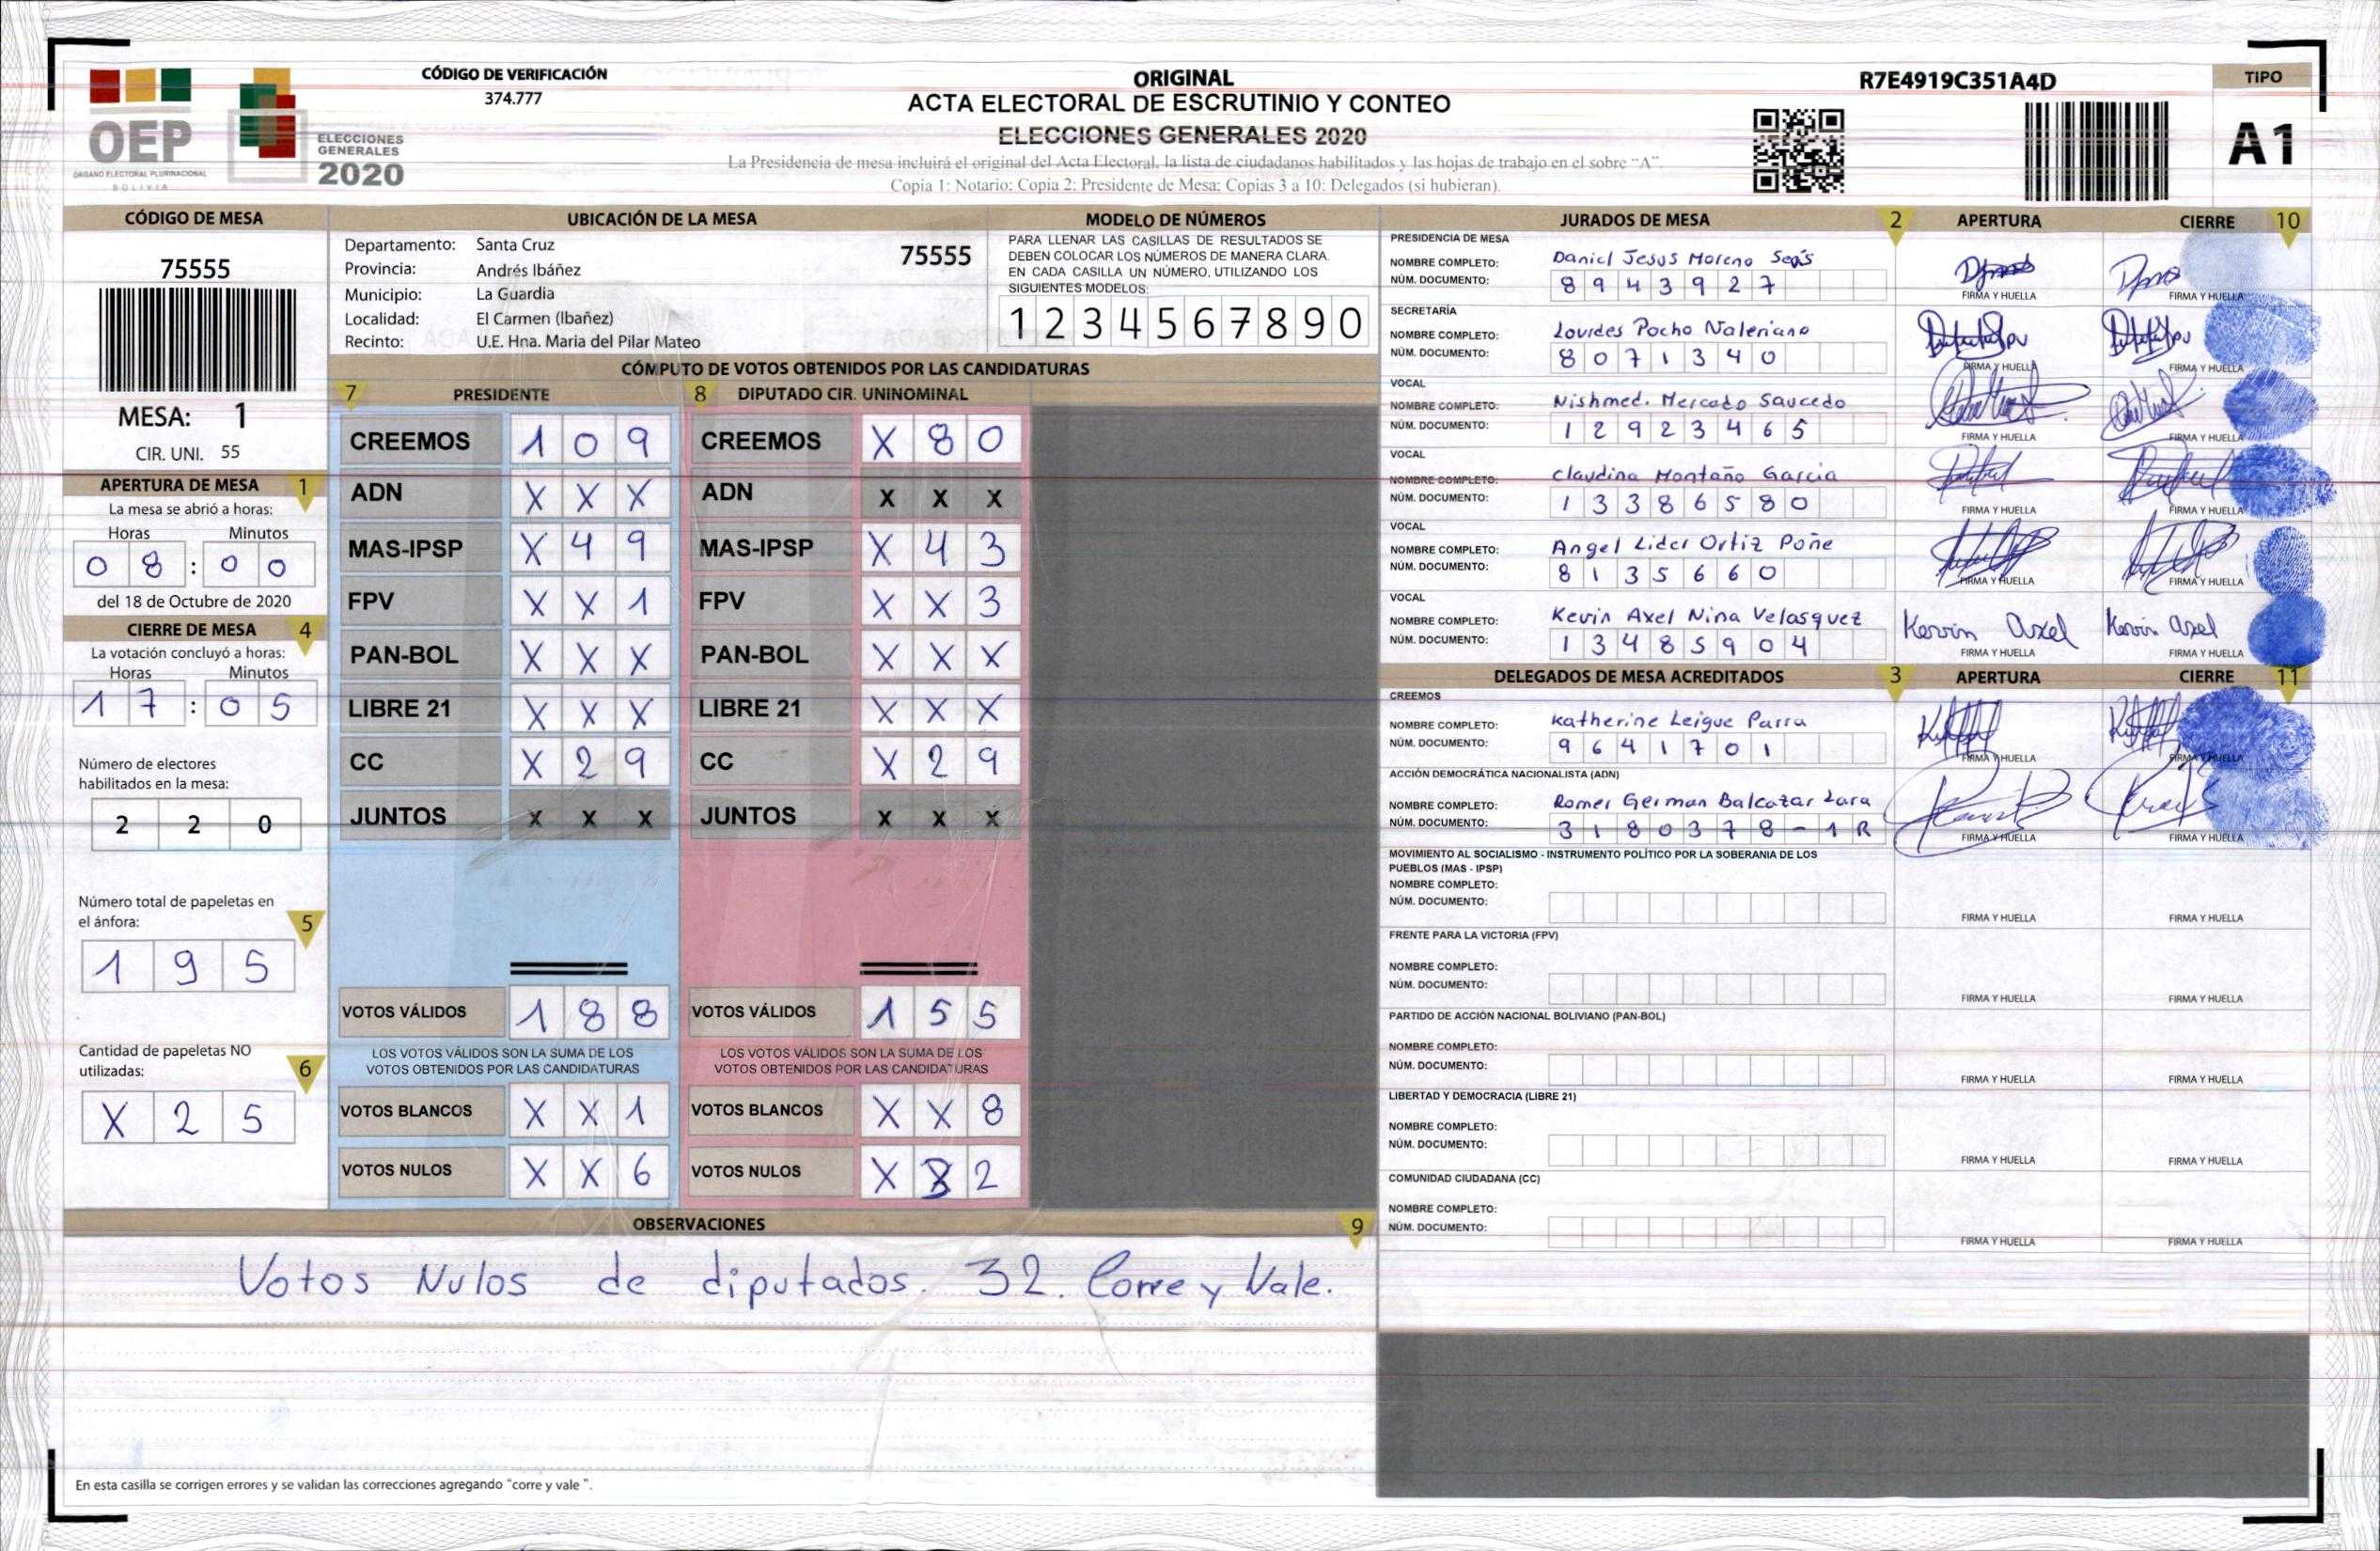 OEP
ÓRGANO ELECTORAL PLURINACIONAL
BOLIVIA
ELECCIONES
GENERALES
2020
CÓDIGO DE VERIFICACIÓN
374.777
ORIGINAL
ACTA ELECTORAL DE ESCRUTINIO Y CONTEO
ELECCIONES GENERALES 2020
La Presidencia de mesa incluirá el original del Acta Electoral, la lista de ciudadanos habilitados y las hojas de trabajo en el sobre “A”.
Copia 1: Notario; Copia 2: Presidente de Mesa; Copias 3 a 10: Delegados (si hubieran).
R7E4919C351A4D
TIPO
A1
CÓDIGO DE MESA
75555
MESA: 1
CIR. UNI. 55
UBICACIÓN DE LA MESA
Departamento: Santa Cruz
75555
Provincia: Andrés Ibáñez
Municipio: La Guardia
Localidad: El Carmen (Ibañez)
Recinto: U.E. Hna. Maria del Pilar Mateo
MODELO DE NÚMEROS
PARA LLENAR LAS CASILLAS DE RESULTADOS SE
DEBEN COLOCAR LOS NÚMEROS DE MANERA CLARA.
EN CADA CASILLA UN NÚMERO, UTILIZANDO LOS
SIGUIENTES MODELOS:
1 2 3 4 5 6 7 8 9 0
APERTURA DE MESA 1
La mesa se abrió a horas:
Horas Minutos
0 8 : 0 0
del 18 de Octubre de 2020
CIERRE DE MESA 4
La votación concluyó a horas:
Horas Minutos
1 7 : 0 5
Número de electores
habilitados en la mesa:
2 2 0
Número total de papeletas en
el ánfora: 5
1 9 5
Cantidad de papeletas NO
utilizadas: 6
X 2 5
CÓMPUTO DE VOTOS OBTENIDOS POR LAS CANDIDATURAS
7 PRESIDENTE 8 DIPUTADO CIR. UNINOMINAL
CREEMOS 1 0 9 CREEMOS X 8 0
ADN X X X ADN X X X
MAS-IPSP X 4 9 MAS-IPSP X 4 3
FPV X X 1 FPV X X 3
PAN-BOL X X X PAN-BOL X X X
LIBRE 21 X X X LIBRE 21 X X X
CC X 2 9 CC X 2 9
JUNTOS X X X JUNTOS X X X
VOTOS VÁLIDOS 1 8 8 VOTOS VÁLIDOS 1 5 5
LOS VOTOS VÁLIDOS SON LA SUMA DE LOS LOS VOTOS VÁLIDOS SON LA SUMA DE LOS
VOTOS OBTENIDOS POR LAS CANDIDATURAS VOTOS OBTENIDOS POR LAS CANDIDATURAS
VOTOS BLANCOS X X 1 VOTOS BLANCOS X X 8
VOTOS NULOS X X 6 VOTOS NULOS X 3 2
OBSERVACIONES 9
Votos Nulos de diputados. 32. Corre y Vale.
En esta casilla se corrigen errores y se validan las correcciones agregando “corre y vale ”.
JURADOS DE MESA 2 APERTURA CIERRE 10
PRESIDENCIA DE MESA
NOMBRE COMPLETO: Daniel Jesus Moreno
NÚM. DOCUMENTO: 8 9 4 3 9 2 7
FIRMA Y HUELLA FIRMA Y HUELLA
SECRETARÍA
NOMBRE COMPLETO: Lourdes Pocho Valeriano
NÚM. DOCUMENTO: 8 0 7 1 3 4 0
FIRMA Y HUELLA FIRMA Y HUELLA
VOCAL
NOMBRE COMPLETO: Nishmed. Mercado Saucedo
NÚM. DOCUMENTO: 1 2 9 2 3 4 6 5
FIRMA Y HUELLA FIRMA Y HUELLA
VOCAL
NOMBRE COMPLETO: Claudina Montaño Garcia
NÚM. DOCUMENTO: 1 3 3 8 6 5 8 0
FIRMA Y HUELLA FIRMA Y HUELLA
VOCAL
NOMBRE COMPLETO: Angel Lider Ortiz Poñe
NÚM. DOCUMENTO: 8 1 3 5 6 6 0
FIRMA Y HUELLA FIRMA Y HUELLA
VOCAL
NOMBRE COMPLETO: Kevin Axel Nina Velasquez Kevin Axel Kevin Axel
NÚM. DOCUMENTO: 1 3 4 8 5 9 0 4
FIRMA Y HUELLA FIRMA Y HUELLA
DELEGADOS DE MESA ACREDITADOS 3 APERTURA CIERRE 11
CREEMOS
NOMBRE COMPLETO: Katherine Leigue Parra
NÚM. DOCUMENTO: 9 6 4 1 7 0 1
FIRMA Y HUELLA FIRMA Y HUELLA
ACCIÓN DEMOCRÁTICA NACIONALISTA (ADN)
NOMBRE COMPLETO: Romer German Balcazar Lara
NÚM. DOCUMENTO: 3 1 8 0 3 7 8 - 1 R
FIRMA Y HUELLA FIRMA Y HUELLA
MOVIMIENTO AL SOCIALISMO - INSTRUMENTO POLÍTICO POR LA SOBERANIA DE LOS
PUEBLOS (MAS - IPSP)
NOMBRE COMPLETO:
NÚM. DOCUMENTO:
FIRMA Y HUELLA FIRMA Y HUELLA
FRENTE PARA LA VICTORIA (FPV)
NOMBRE COMPLETO:
NÚM. DOCUMENTO:
FIRMA Y HUELLA FIRMA Y HUELLA
PARTIDO DE ACCIÓN NACIONAL BOLIVIANO (PAN-BOL)
NOMBRE COMPLETO:
NÚM. DOCUMENTO:
FIRMA Y HUELLA FIRMA Y HUELLA
LIBERTAD Y DEMOCRACIA (LIBRE 21)
NOMBRE COMPLETO:
NÚM. DOCUMENTO:
FIRMA Y HUELLA FIRMA Y HUELLA
COMUNIDAD CIUDADANA (CC)
NOMBRE COMPLETO:
NÚM. DOCUMENTO:
FIRMA Y HUELLA FIRMA Y HUELLA